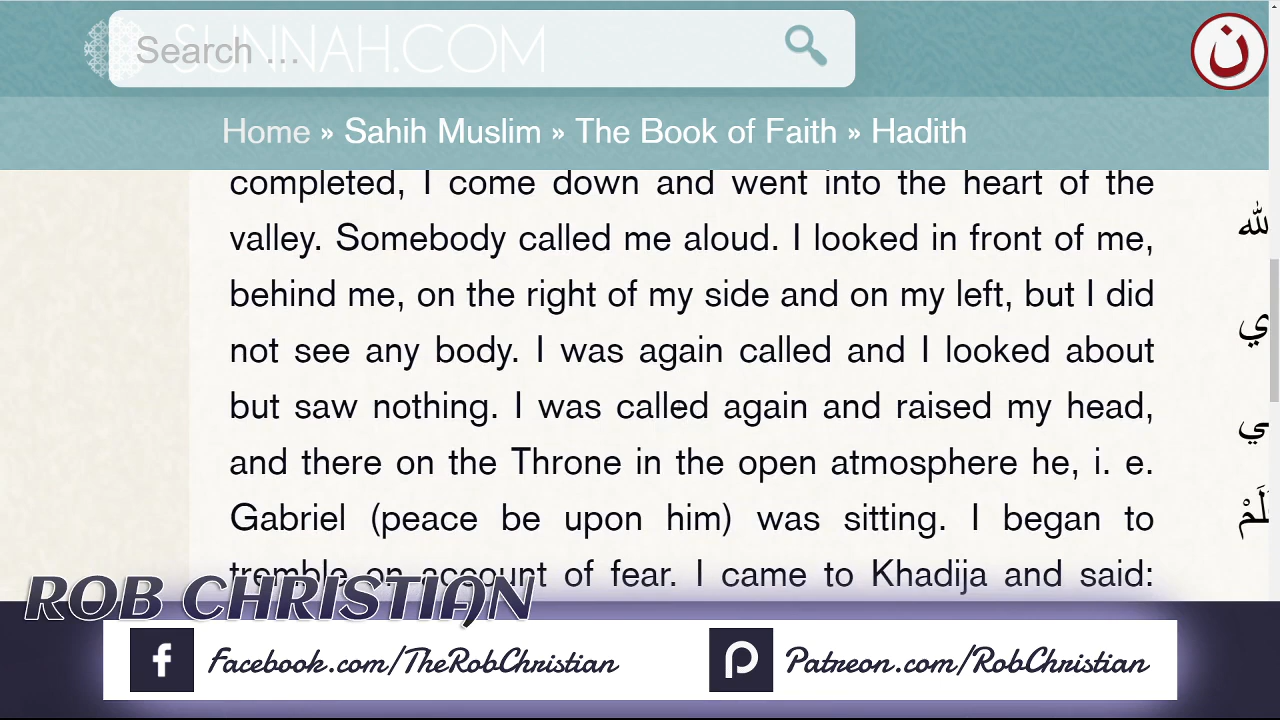 SUNNAH.COM
Search ...
ن
Home » Sahih Muslim » The Book of Faith » Hadith
completed, I come down and went into the heart of the
valley. Somebody called me aloud. I looked in front of me,
behind me, on the right of my side and on my left, but I did
not see any body. I was again called and I looked about
but saw nothing. I was called again and raised my head,
and there on the Throne in the open atmosphere he, i. e.
Gabriel (peace be upon him) was sitting. I began to
tremble on account of fear. I came to Khadija and said:
ROB CHRISTIAN
Facebook.com/TheRobChristian
Patreon.com/RobChristian